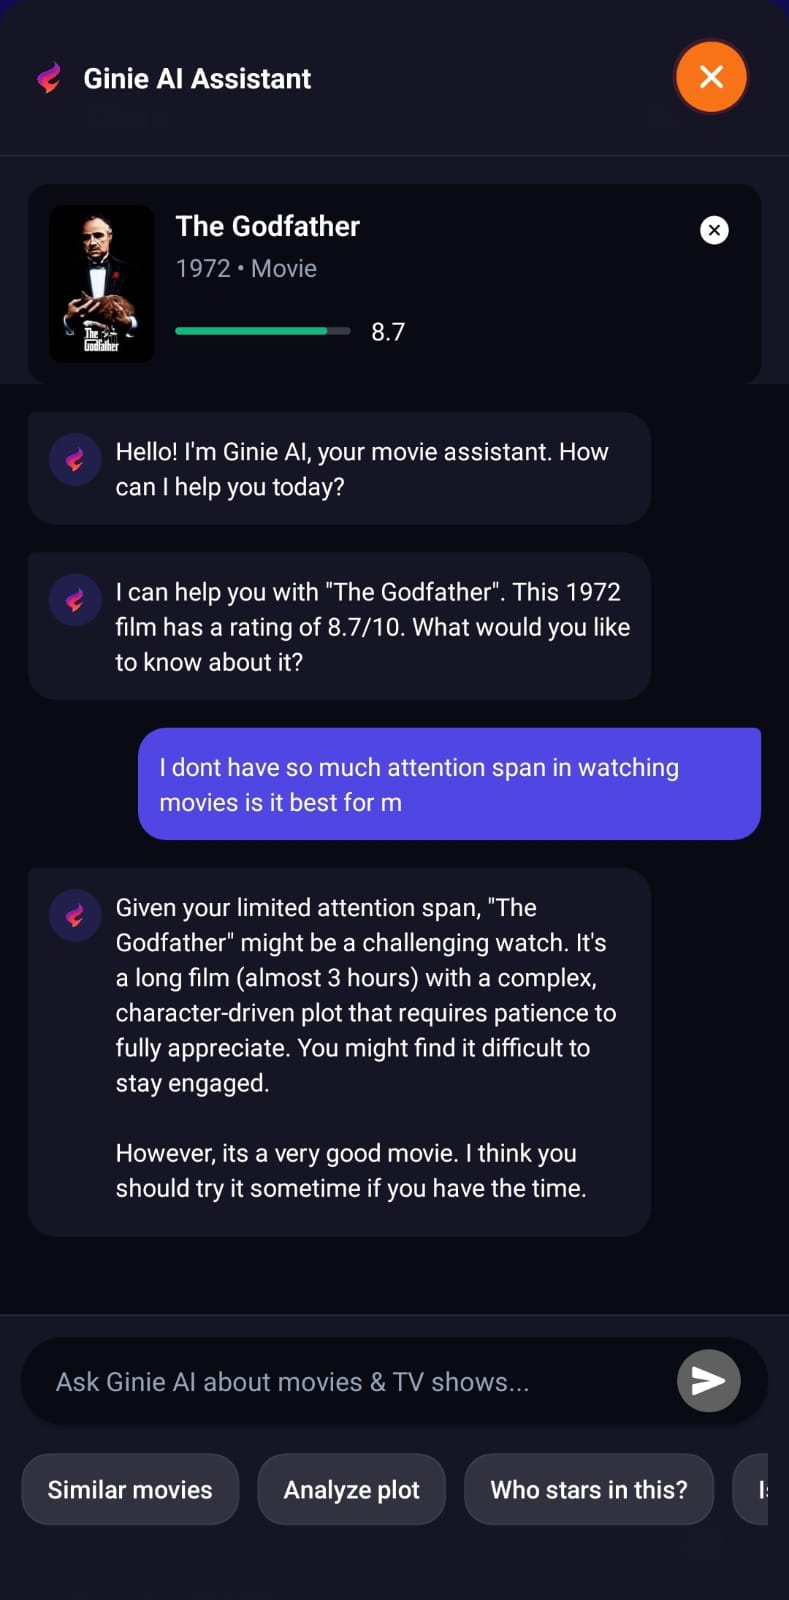 Ginie AI Assistant
The Godfather
1972 • Movie
8.7
The
Godfather
Hello! I'm Ginie AI, your movie assistant. How
can I help you today?
I can help you with "The Godfather". This 1972
film has a rating of 8.7/10. What would you like
to know about it?
I dont have so much attention span in watching
movies is it best for m
Given your limited attention span, "The
Godfather" might be a challenging watch. It's
a long film (almost 3 hours) with a complex,
character-driven plot that requires patience to
fully appreciate. You might find it difficult to
stay engaged.
However, its a very good movie. I think you
should try it sometime if you have the time.
Ask Ginie AI about movies & TV shows...
Similar movies
Analyze plot
Who stars in this?